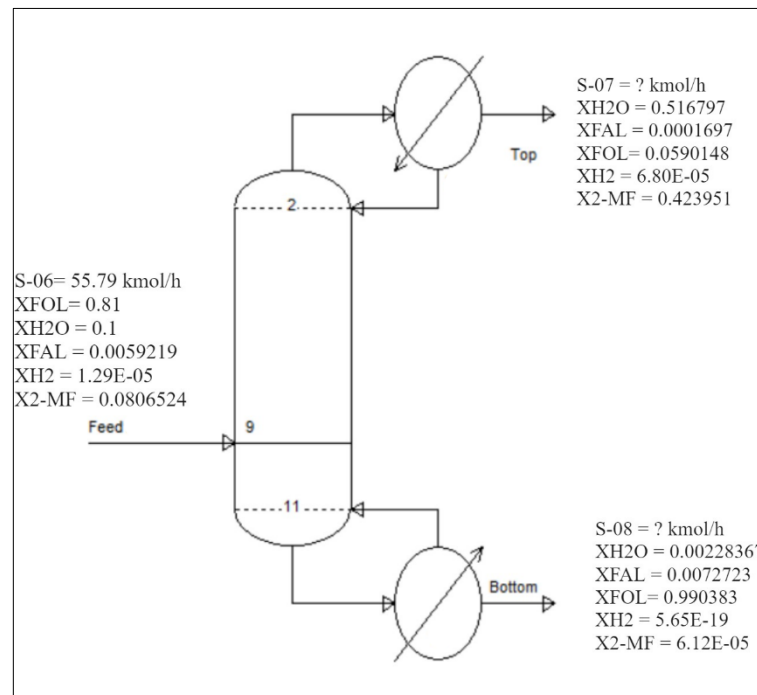 S-07 = ? kmol/h
XH2O = 0.516797
XFAL = 0.0001697
XFOL= 0.0590148
XH2 = 6.80E-05
X2-MF = 0.423951
Top
2
S-06= 55.79 kmol/h
XFOL= 0.81
XH2O = 0.1
XFAL = 0.0059219
XH2 = 1.29E-05
X2-MF = 0.0806524
Feed
9
11
S-08 = ? kmol/h
XH2O = 0.00228367
XFAL = 0.0072723
XFOL= 0.990383
XH2 = 5.65E-19
X2-MF = 6.12E-05
Bottom